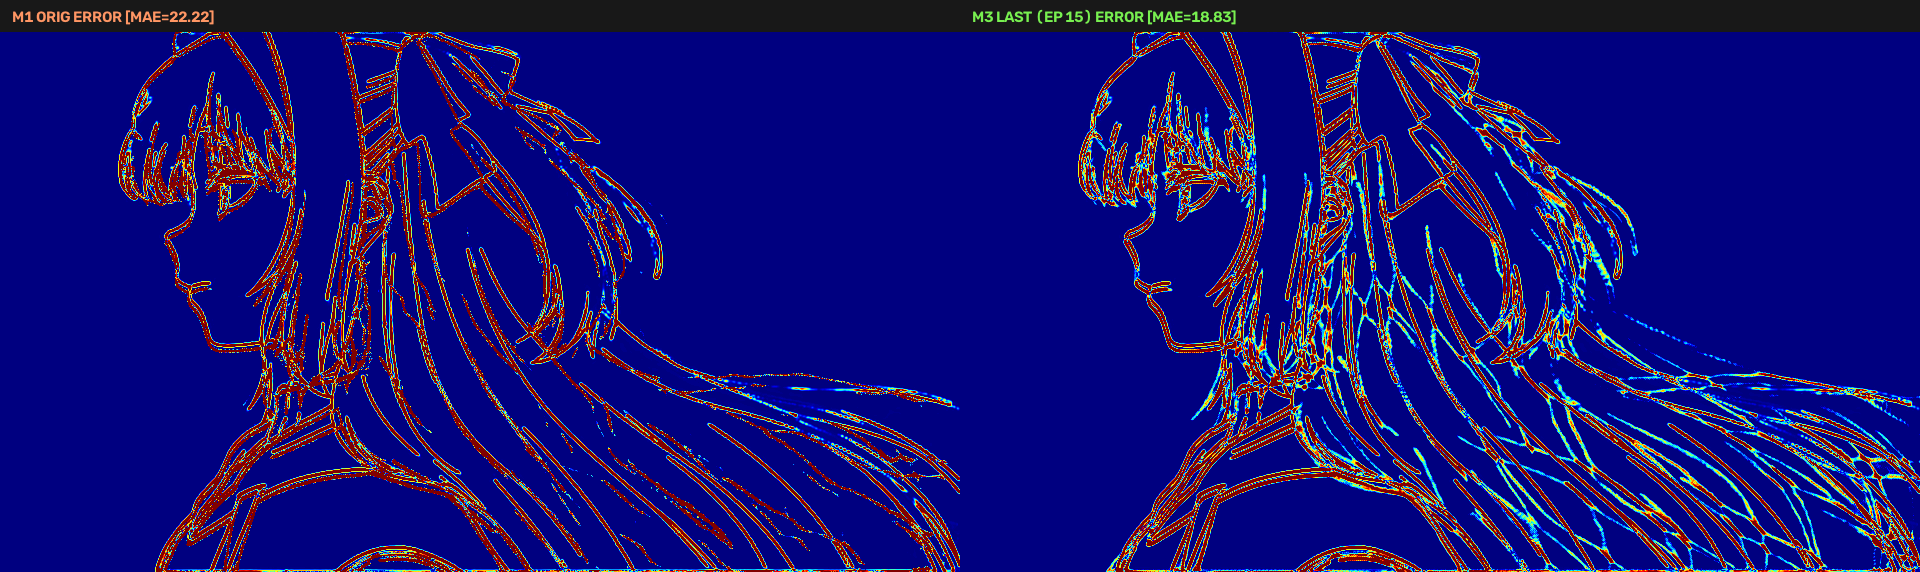 M1 ORIG ERROR [MAE=22.22]
M3 LAST (EP 15) ERROR [MAE=18.83]